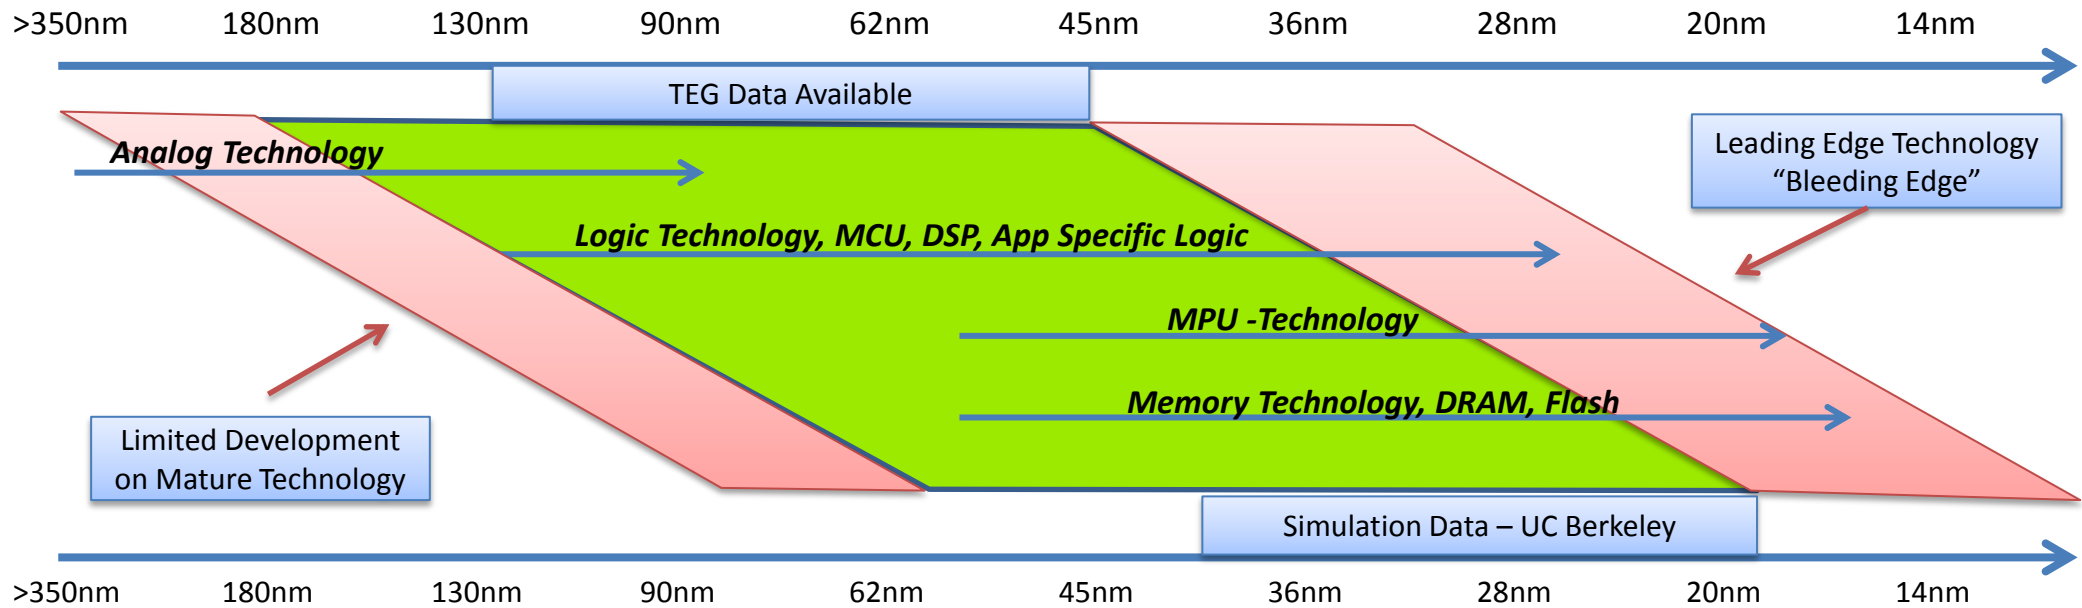 >350nm 180nm 130nm 90nm 62nm 45nm 36nm 28nm 20nm 14nm
TEG Data Available
Leading Edge Technology
“Bleeding Edge”
Analog Technology
Logic Technology, MCU, DSP, App Specific Logic
MPU -Technology
Memory Technology, DRAM, Flash
Limited Development
on Mature Technology
Simulation Data – UC Berkeley
>350nm 180nm 130nm 90nm 62nm 45nm 36nm 28nm 20nm 14nm